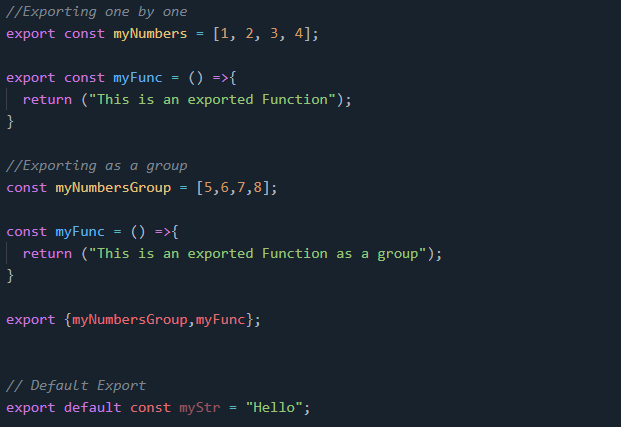 //Exporting one by one
export const myNumbers = [1, 2, 3, 4];
export const myFunc = () =>{
return ("This is an exported Function");
}
//Exporting as a group
const myNumbersGroup = [5,6,7,8];
const myFunc = () =>{
return ("This is an exported Function as a group");
}
export {myNumbersGroup,myFunc};
// Default Export
export default const myStr = "Hello";